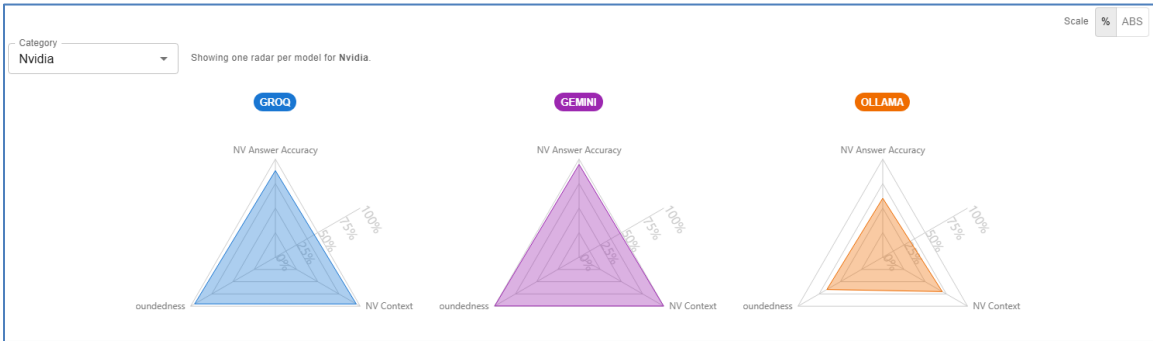 Scale % ABS
Category
Nvidia
Showing one radar per model for Nvidia.
GROQ
NV Answer Accuracy
100%
75%
50%
25%
0%
oundedness
NV Context
GEMINI
NV Answer Accuracy
100%
75%
50%
25%
0%
oundedness
NV Context
OLLAMA
NV Answer Accuracy
100%
75%
50%
25%
0%
oundedness
NV Context